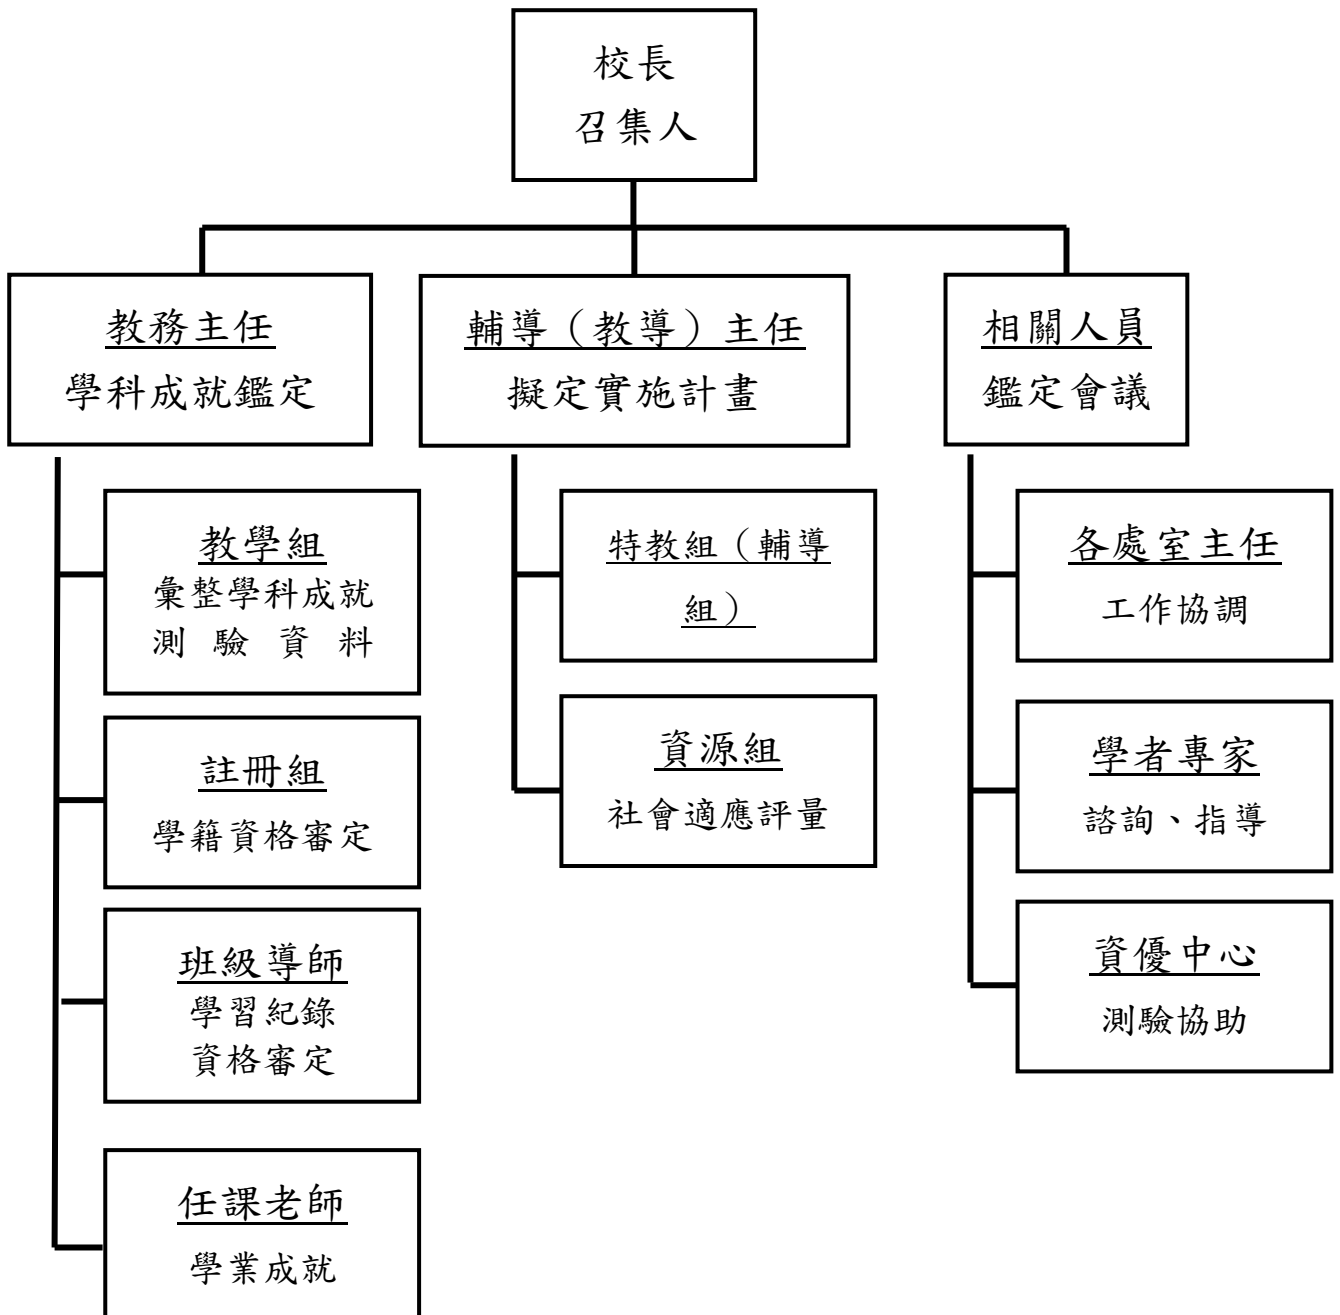 校長
召集人
教務主任
學科成就鑑定
輔導（教導）主任
擬定實施計畫
相關人員
鑑定會議
教學組
彙整學科成就
測驗資料
註冊組
學籍資格審定
班級導師
學習紀錄
資格審定
任課老師
學業成就
特教組（輔導
組）
資源組
社會適應評量
各處室主任
工作協調
學者專家
諮詢、指導
資優中心
測驗協助